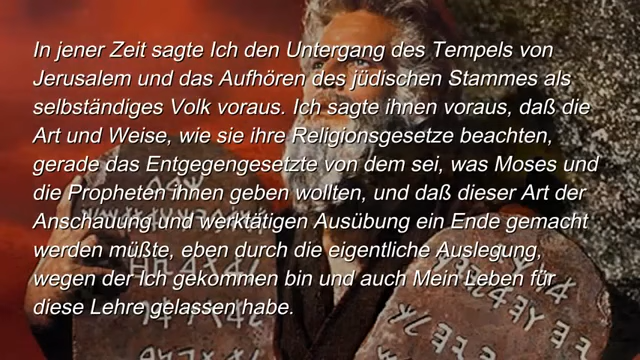 In jener Zeit sagte Ich den Untergang des Tempels von
Jerusalem und das Aufhören des jüdischen Stammes als
selbständiges Volk voraus. Ich sagte ihnen voraus, daß die
Art und Weise, wie sie ihre Religionsgesetze beachten,
gerade das Entgegengesetzte von dem sei, was Moses und
die Propheten ihnen geben wollten, und daß dieser Art der
Anschauung und werktätigen Ausübung ein Ende gemacht
werden müßte, eben durch die eigentliche Auslegung,
wegen der Ich gekommen bin und auch Mein Leben für
diese Lehre gelassen habe.